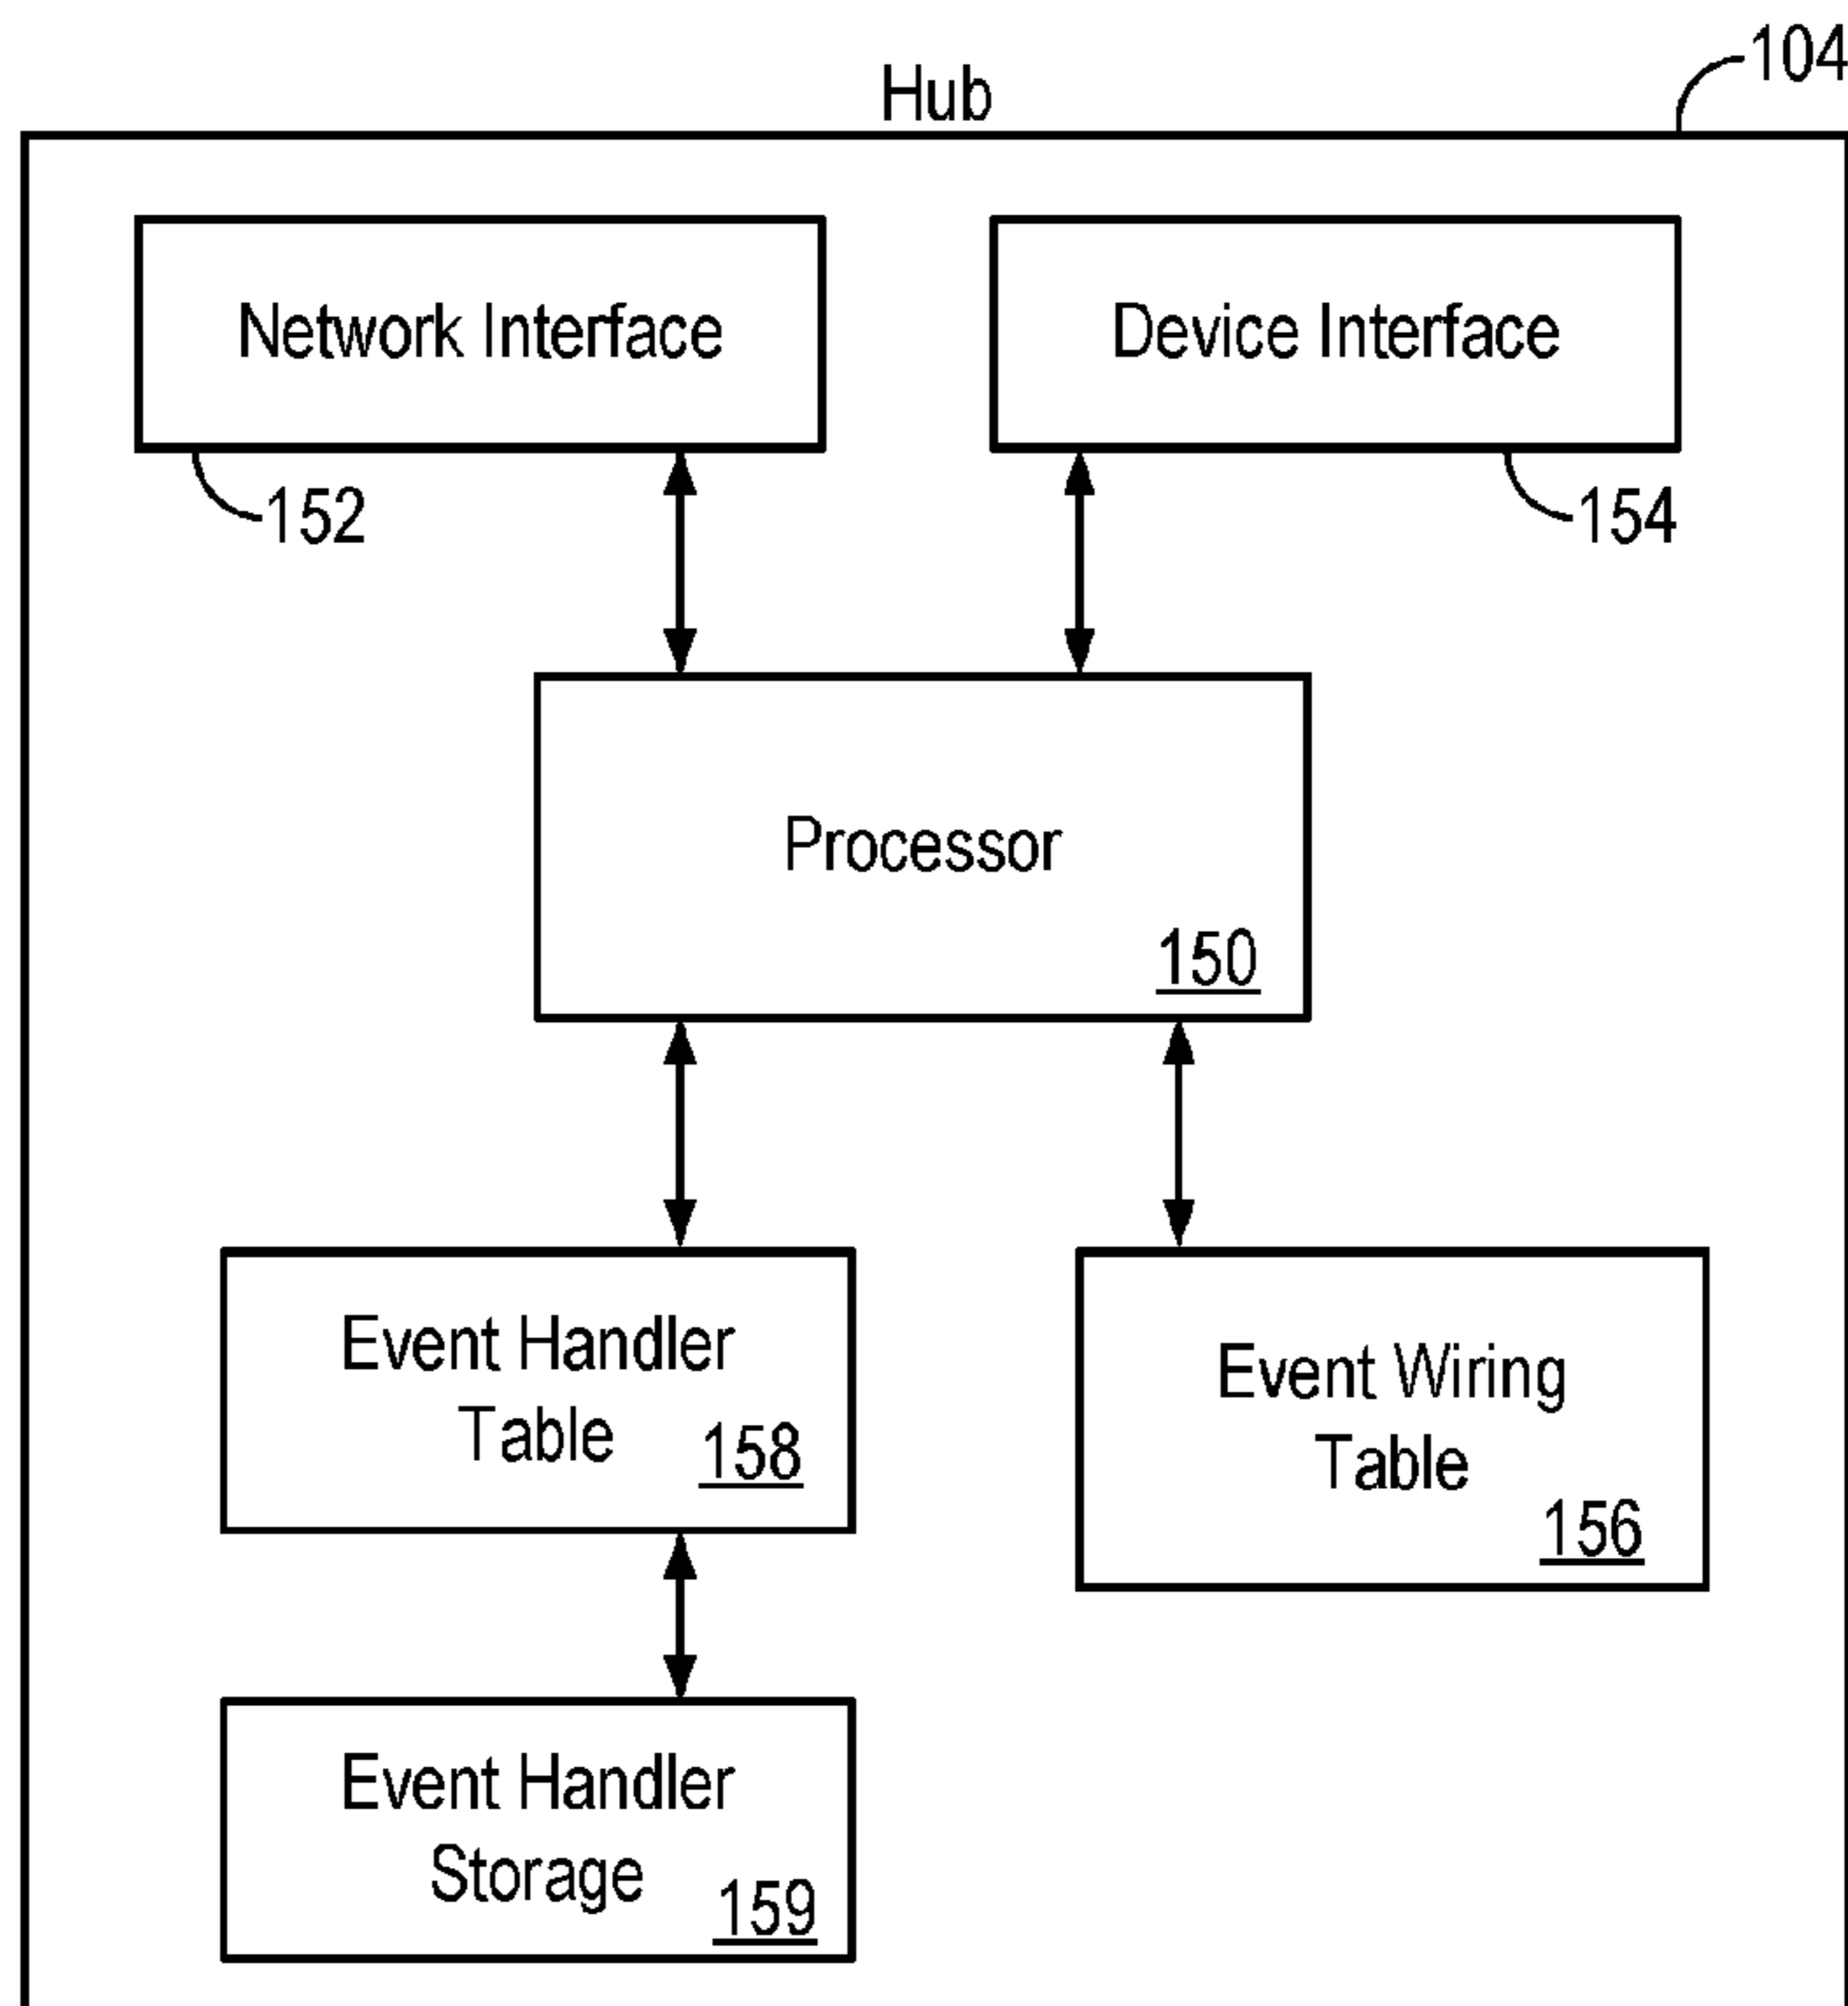 104
Hub
Network Interface
Device Interface
152
154
Processor
150
Event Handler
Table
158
Event Wiring
Table
156
Event Handler
Storage
159